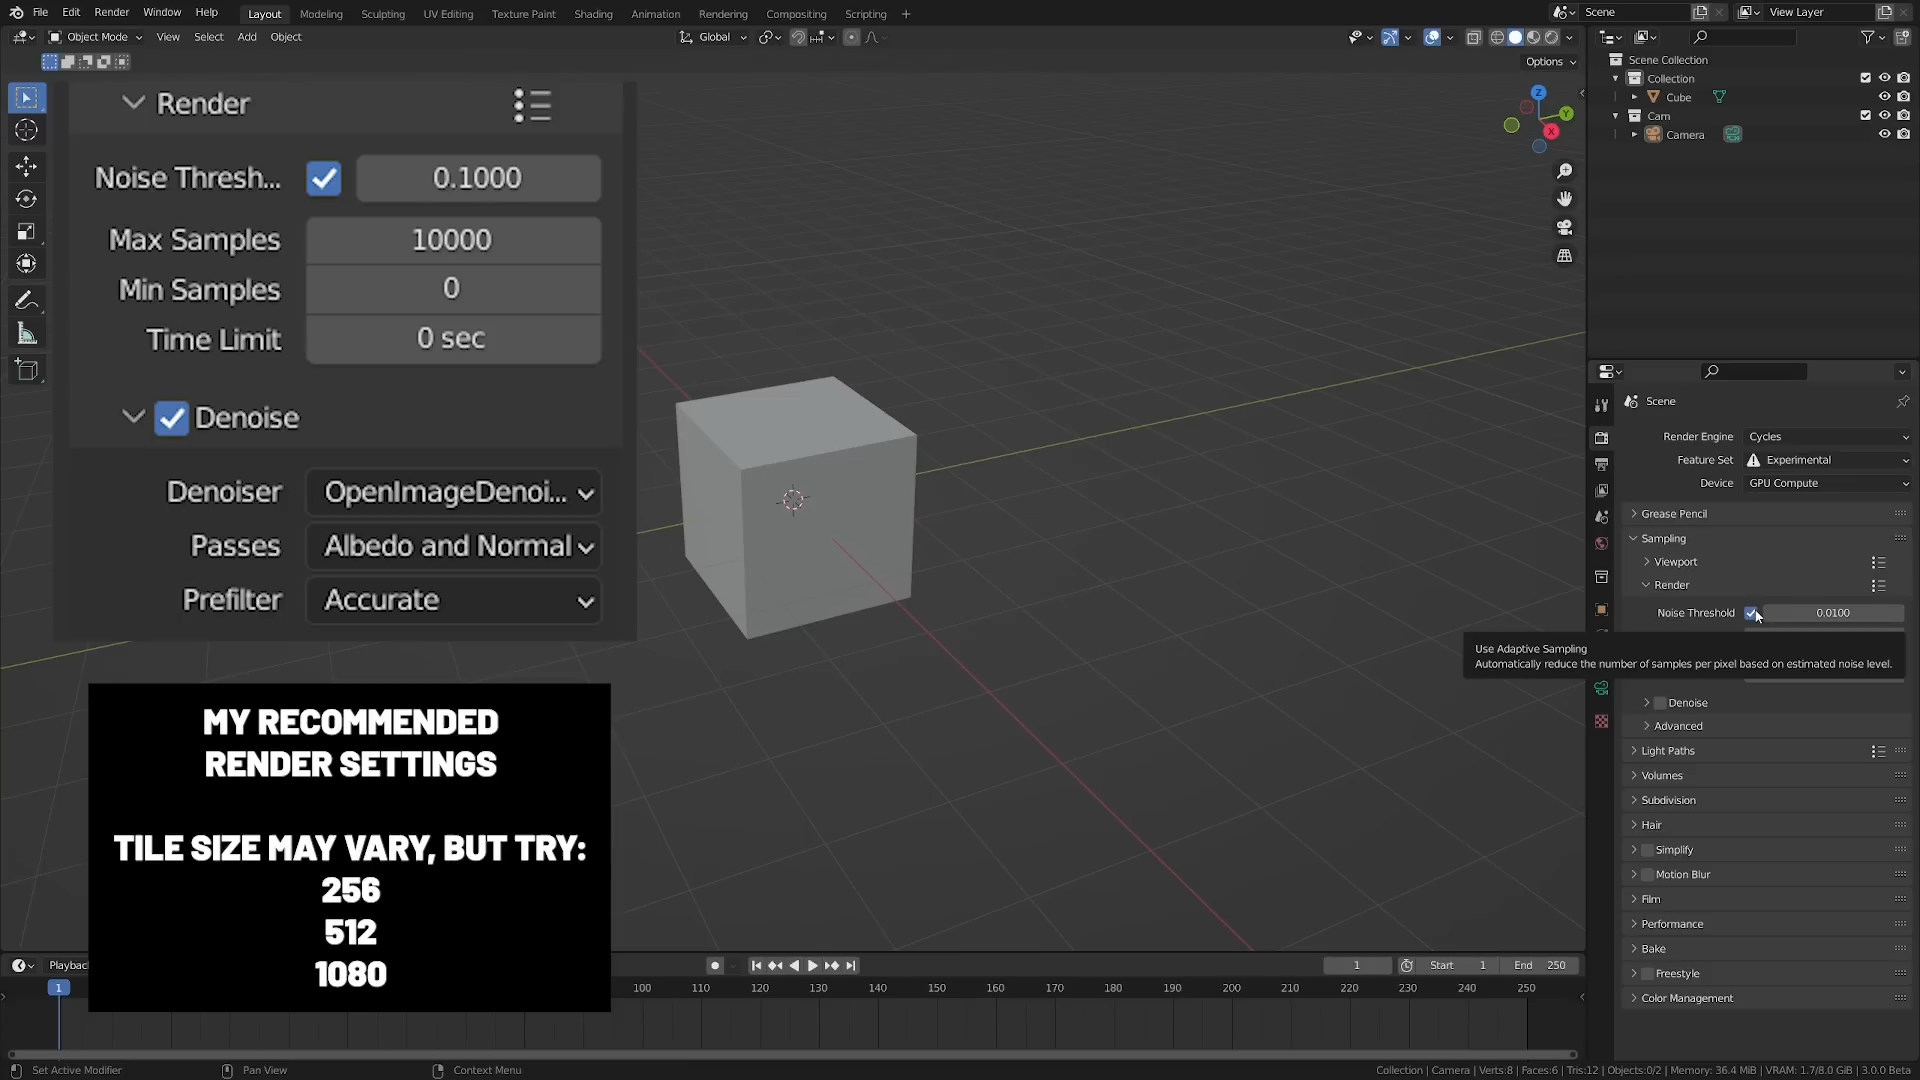 File Edit Render Window Help
Layout Modeling Sculpting UV Editing Texture Paint Shading Animation Rendering Compositing Scripting +
Scene
View Layer
Object Mode View Select Add Object
Global
Options
Render
Noise Thresh... 0.1000
Max Samples 10000
Min Samples 0
Time Limit 0 sec
Denoise
Denoiser OpenImageDenoi...
Passes Albedo and Normal
Prefilter Accurate
MY RECOMMENDED
RENDER SETTINGS
TILE SIZE MAY VARY, BUT TRY:
256
512
1080
Z
Y
X
Scene Collection
Collection
Cube
Cam
Camera
Scene
Render Engine Cycles
Feature Set Experimental
Device GPU Compute
Grease Pencil
Sampling
Viewport
Render
Noise Threshold 0.0100
Use Adaptive Sampling
Automatically reduce the number of samples per pixel based on estimated noise level.
Denoise
Advanced
Light Paths
Volumes
Subdivision
Hair
Simplify
Motion Blur
Film
Performance
Bake
Freestyle
Color Management
Playbac
1 Start 1 End 250
1 100 110 120 130 140 150 160 170 180 190 200 210 220 230 240 250
Set Active Modifier Pan View Context Menu
Collection | Camera | Verts:8 | Faces:6 | Tris:12 | Objects:0/2 | Memory: 36.4 MiB | VRAM: 1.7/8.0 GiB | 3.0.0 Beta